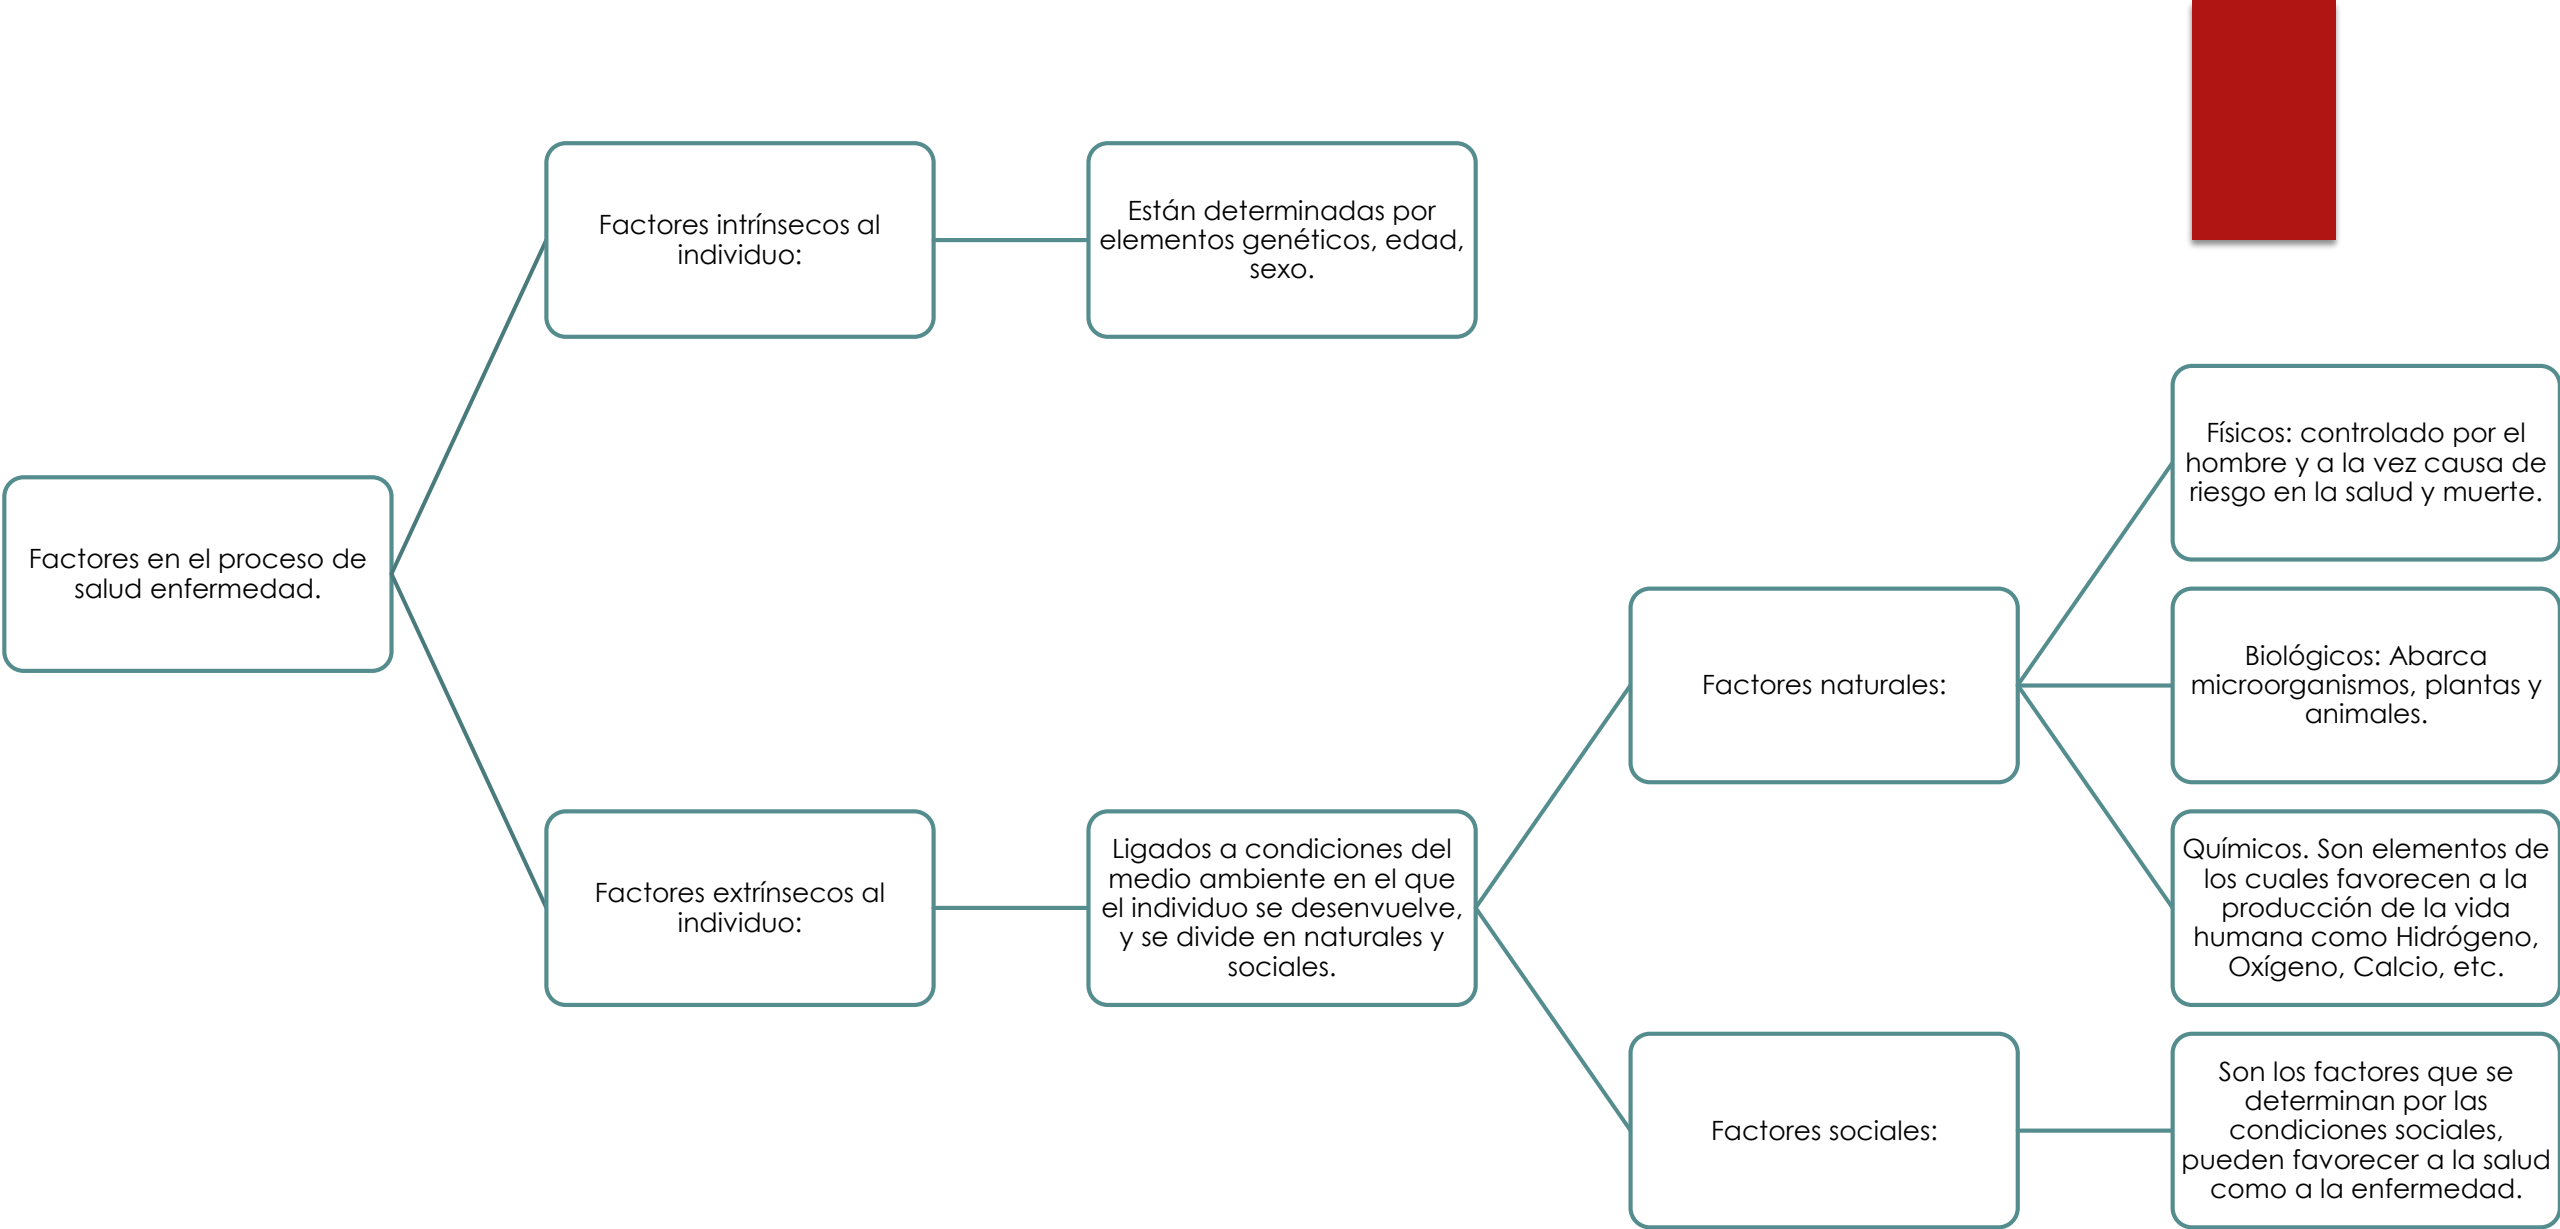 Factores en el proceso de
salud enfermedad.
Factores intrínsecos al
individuo:
Están determinadas por
elementos genéticos, edad,
sexo.
Factores extrínsecos al
individuo:
Ligados a condiciones del
medio ambiente en el que
el individuo se desenvuelve,
y se divide en naturales y
sociales.
Factores naturales:
Físicos: controlado por el
hombre y a la vez causa de
riesgo en la salud y muerte.
Biológicos: Abarca
microorganismos, plantas y
animales.
Químicos. Son elementos de
los cuales favorecen a la
producción de la vida
humana como Hidrógeno,
Oxígeno, Calcio, etc.
Factores sociales:
Son los factores que se
determinan por las
condiciones sociales,
pueden favorecer a la salud
como a la enfermedad.